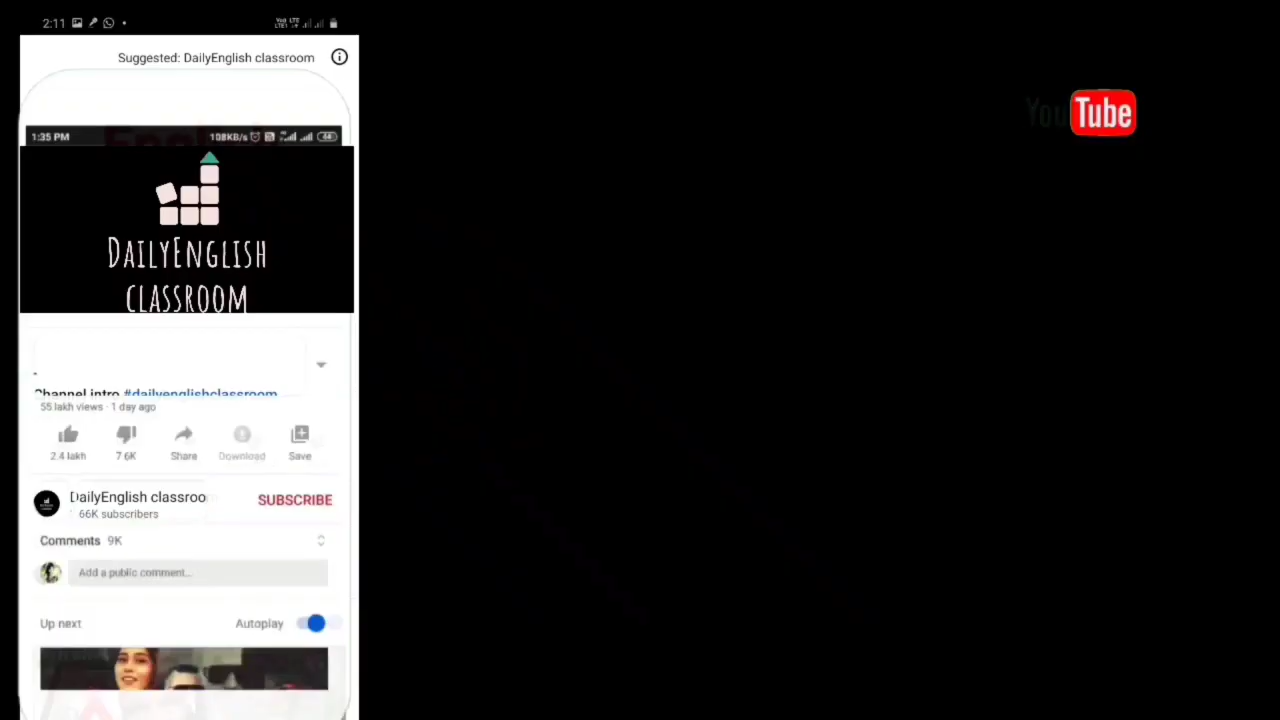 2:11
Suggested: DailyEnglish classroom
YouTube
1:35 PM 108KB/s
DAILYENGLISH
CLASSROOM
Channel intro #dailyenglishclassroom
55 lakh views · 1 day ago
2.4 lakh 7.6K Share Download Save
DailyEnglish classroo SUBSCRIBE
66K subscribers
Comments 9K
Add a public comment...
Up next Autoplay